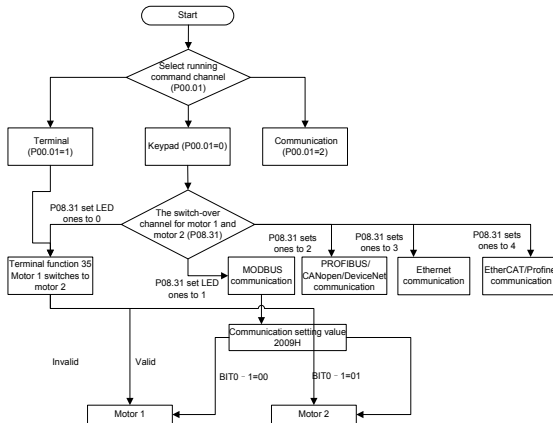 Start
Select running
command channel
(P00.01)
Terminal
(P00.01=1)
Keypad (P00.01=0)
Communication
(P00.01=2)
P08.31 set LED
ones to 0
The switch-over
channel for motor 1 and
motor 2 (P08.31)
P08.31 sets
ones to 2
P08.31 sets
ones to 3
P08.31 sets
ones to 4
Terminal function 35
Motor 1 switches to
motor 2
P08.31 set LED
ones to 1
MODBUS
communication
PROFIBUS/
CANopen/DeviceNet
communication
Ethernet
communication
EtherCAT/Profinet
communication
Communication setting value
2009H
Invalid
Valid
BIT0 - 1=00
BIT0 - 1=01
Motor 1
Motor 2